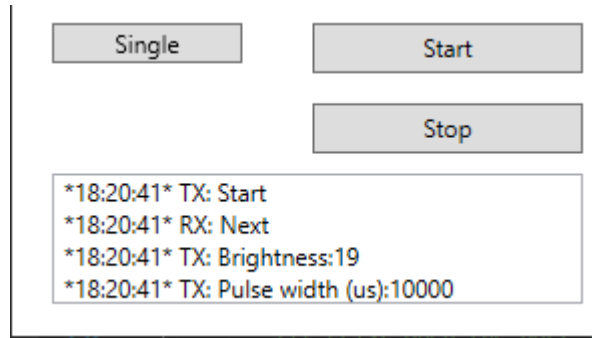 Single
Start
Stop
*18:20:41* TX: Start
*18:20:41* RX: Next
*18:20:41* TX: Brightness:19
*18:20:41* TX: Pulse width (us):10000